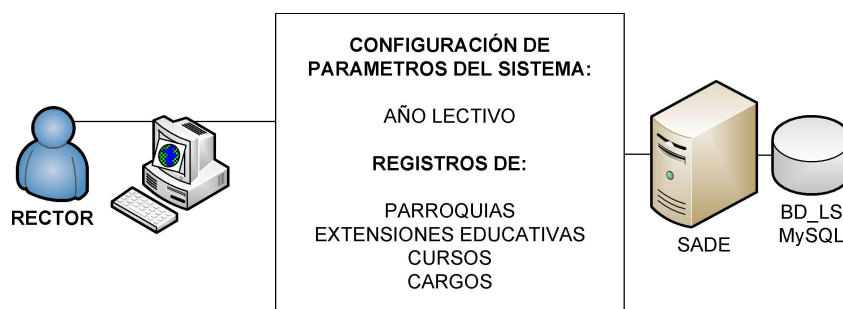 CONFIGURACIÓN DE
PARAMETROS DEL SISTEMA:
AÑO LECTIVO
REGISTROS DE:
PARROQUIAS
EXTENSIONES EDUCATIVAS
CURSOS
CARGOS
RECTOR
SADE
BD_LS
MySQL